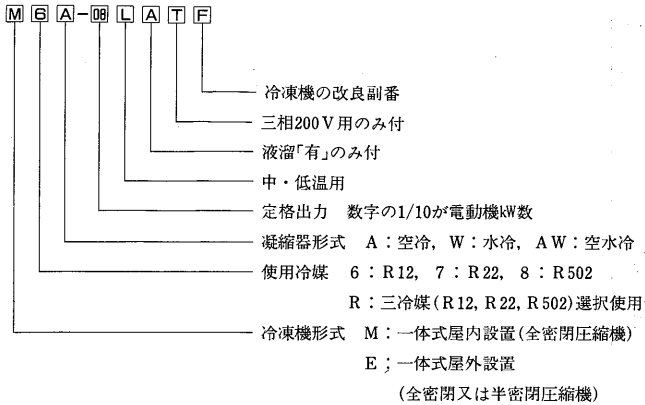 M6A-08LATF
冷凍機の改良副番
三相200V用のみ付
液溜「有」のみ付
中・低温用
定格出力 数字の1/10が電動機kW数
凝縮器形式 A：空冷, W：水冷, AW：空水冷
使用冷媒 6：R12, 7：R22, 8：R502
R：三冷媒(R12, R22, R502)選択使用
冷凍機形式 M：一体式屋内設置(全密閉圧縮機)
E；一体式屋外設置
(全密閉又は半密閉圧縮機)